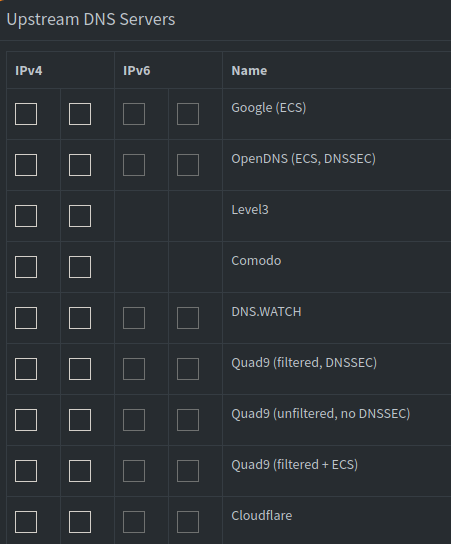 Upstream DNS Servers
IPv4 IPv6 Name
Google (ECS)
OpenDNS (ECS, DNSSEC)
Level3
Comodo
DNS.WATCH
Quad9 (filtered, DNSSEC)
Quad9 (unfiltered, no DNSSEC)
Quad9 (filtered + ECS)
Cloudflare